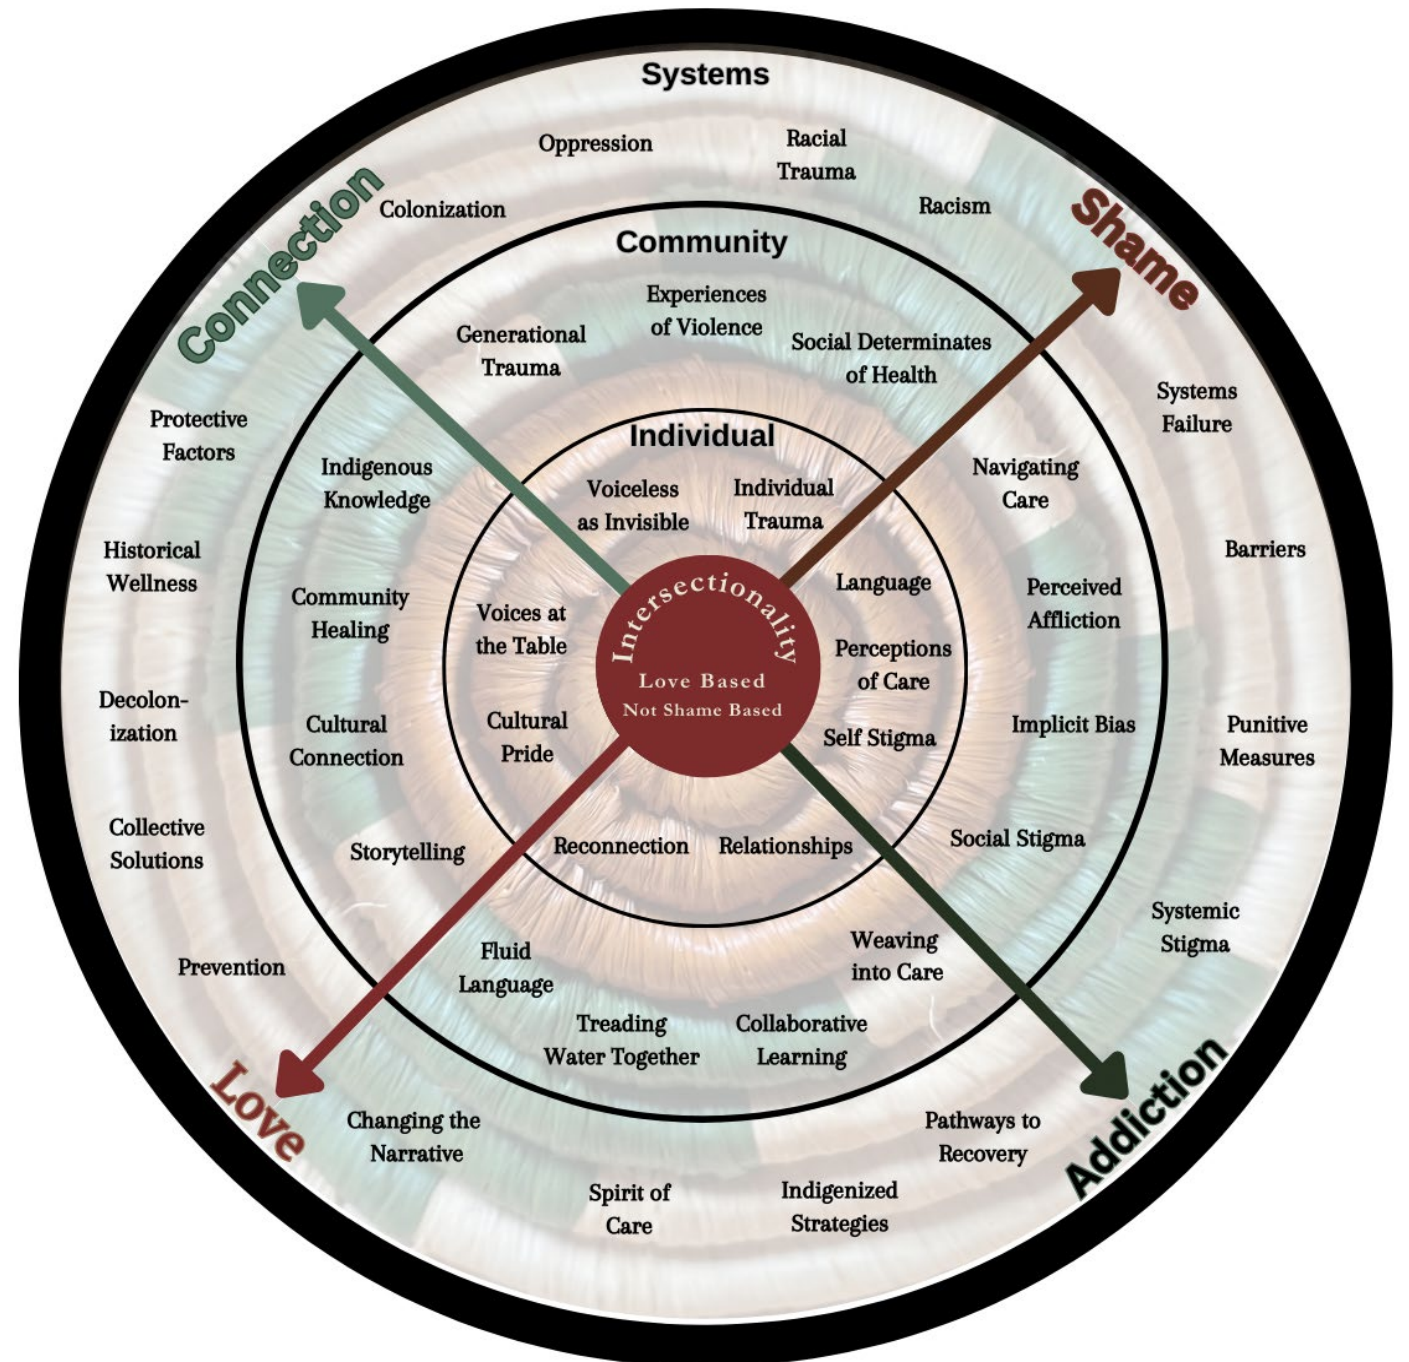 Systems
Oppression
Racial
Trauma
Colonization
Racism
Connection
Shame
Community
Experiences
of Violence
Generational
Trauma
Social Determinates
of Health
Protective
Factors
Systems
Failure
Individual
Indigenous
Knowledge
Voiceless
as Invisible
Individual
Trauma
Navigating
Care
Historical
Wellness
Barriers
Community
Healing
Voices at
the Table
Intersectionality
Love Based
Not Shame Based
Language
Perceptions
of Care
Perceived
Affliction
Decolon-
ization
Cultural
Connection
Cultural
Pride
Self Stigma
Implicit Bias
Punitive
Measures
Collective
Solutions
Storytelling
Reconnection
Relationships
Social Stigma
Systemic
Stigma
Prevention
Fluid
Language
Weaving
into Care
Treading
Water Together
Collaborative
Learning
Love
Addiction
Changing the
Narrative
Pathways to
Recovery
Spirit of
Care
Indigenized
Strategies